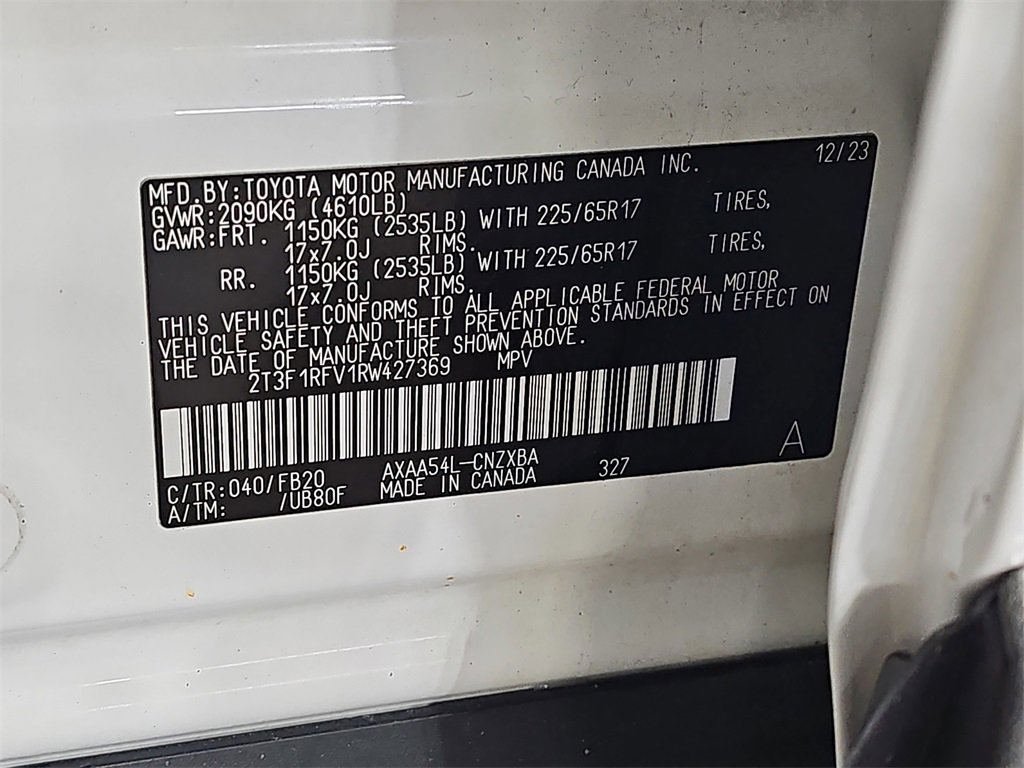 12/23
MFD. BY: TOYOTA MOTOR MANUFACTURING CANADA INC.
GVWR: 2090KG (4610LB)
GAWR: FRT. 1150KG (2535LB) WITH 225/65R17 TIRES,
17x7.0J RIMS.
RR. 1150KG (2535LB) WITH 225/65R17 TIRES,
17x7.0J RIMS.
THIS VEHICLE CONFORMS TO ALL APPLICABLE FEDERAL MOTOR
VEHICLE SAFETY AND THEFT PREVENTION STANDARDS IN EFFECT ON
THE DATE OF MANUFACTURE SHOWN ABOVE.
2T3F1RFV1RW427369 MPV
A
C/TR: 040/FB20 AXAA54L-CNZXBA 327
A/TM: /UB80F MADE IN CANADA